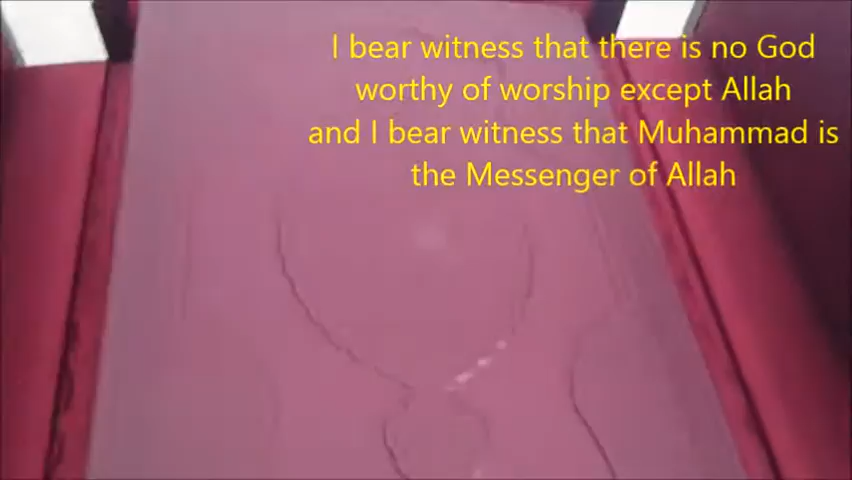 I bear witness that there is no God
worthy of worship except Allah
and I bear witness that Muhammad is
the Messenger of Allah